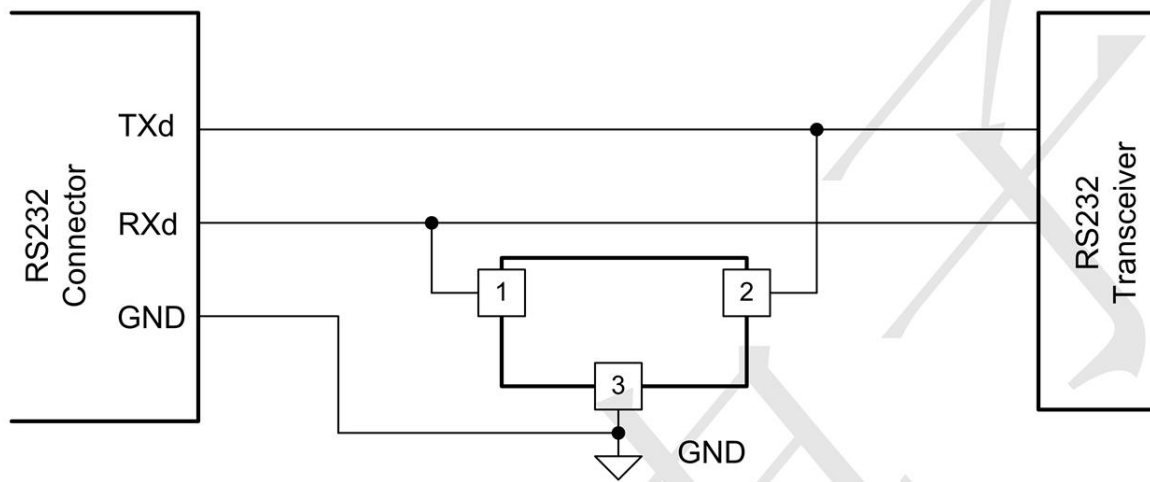 TXd
RXd
GND
RS232
Connector
1
2
3
GND
RS232
Transceiver